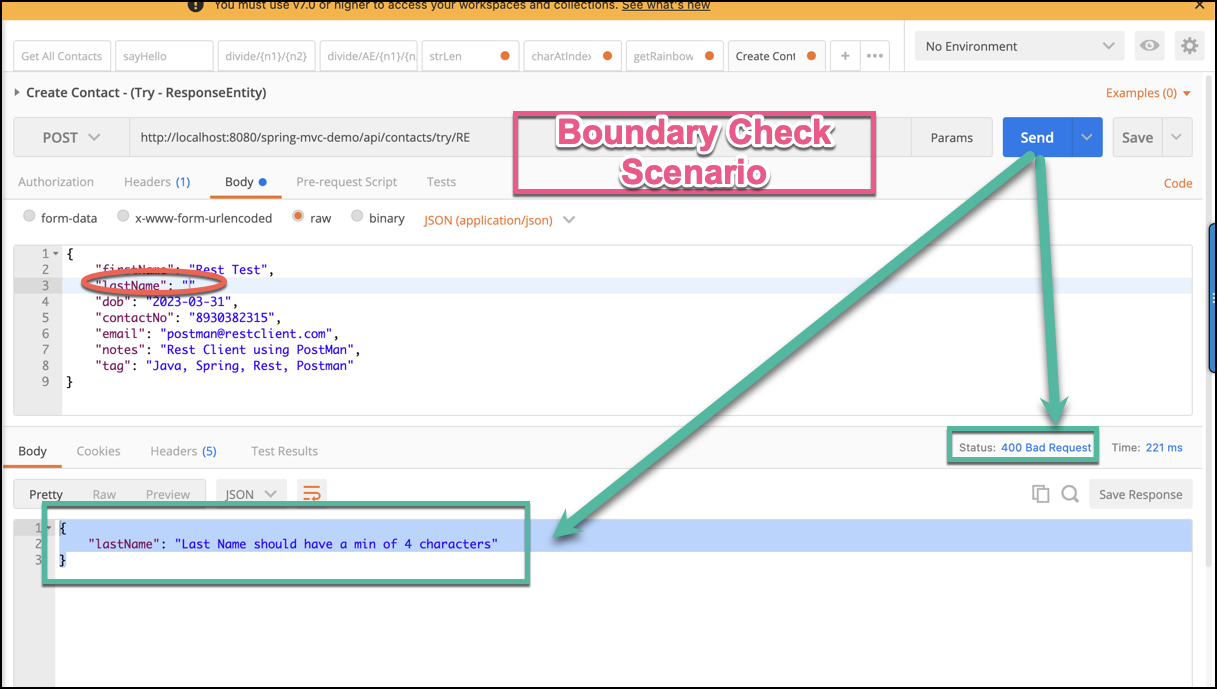 You must use v7.0 or higher to access your workspaces and collections. See what's new
Get All Contacts sayHello divide/{n1}/{n2} divide/AE/{n1}/{n strLen charAtIndex getRainbow Create Cont + •••
No Environment
Create Contact - (Try - ResponseEntity)
Examples (0)
POST http://localhost:8080/spring-mvc-demo/api/contacts/try/RE Params Send Save
Boundary Check
Scenario
Authorization Headers (1) Body Pre-request Script Tests
Code
form-data x-www-form-urlencoded raw binary JSON (application/json)
1 {
2 "firstName": "Rest Test",
3 "lastName": ""
4 "dob": "2023-03-31",
5 "contactNo": "8930382315",
6 "email": "postman@restclient.com",
7 "notes": "Rest Client using PostMan",
8 "tag": "Java, Spring, Rest, Postman"
9 }
Body Cookies Headers (5) Test Results Status: 400 Bad Request Time: 221 ms
Pretty Raw Preview JSON Save Response
1 {
2 "lastName": "Last Name should have a min of 4 characters"
3 }